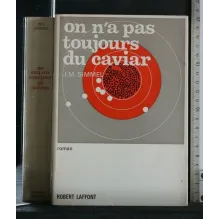 on n'a pas
toujours
du caviar
J.M. SIMMEL
roman
ROBERT LAFFONT